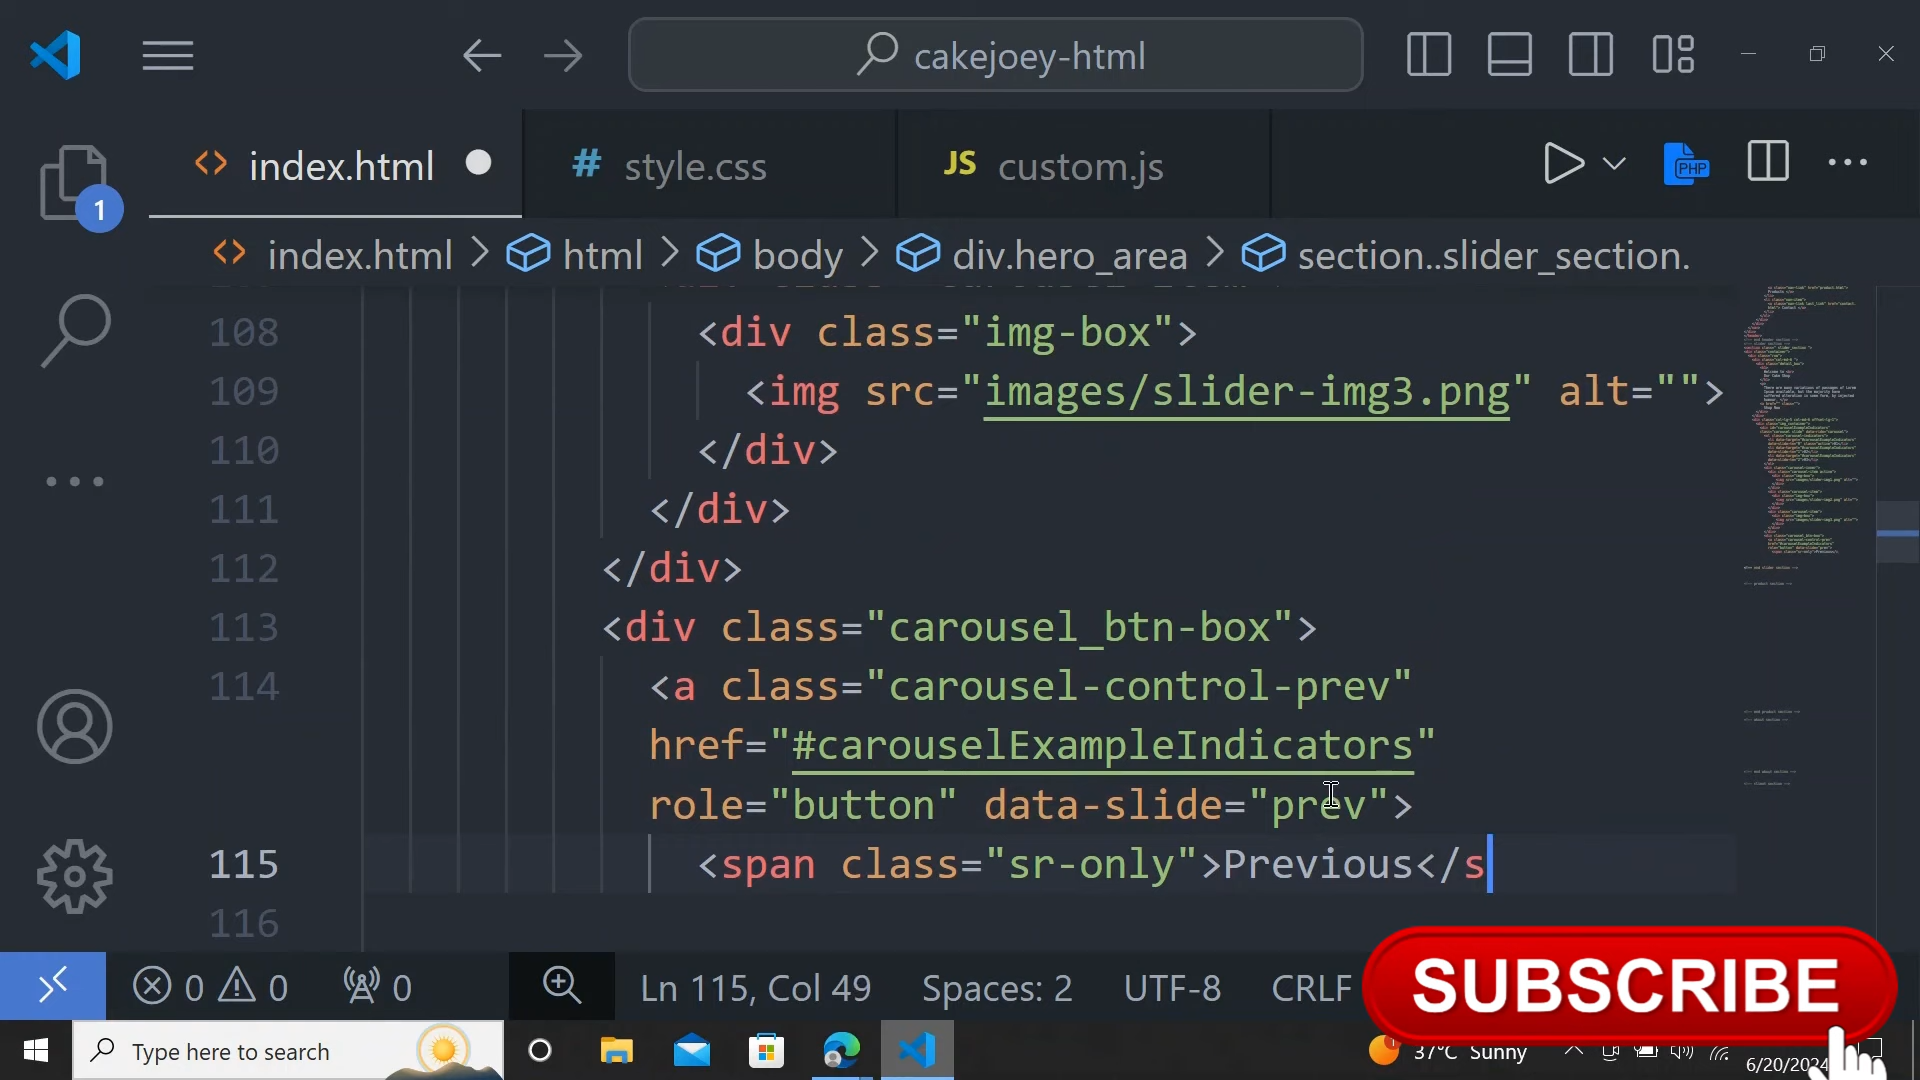 cakejoey-html
index.html
# style.css
JS custom.js
PHP
1
index.html > html > body > div.hero_area > section..slider_section.
108 <div class="img-box">
109 <img src="images/slider-img3.png" alt="">
110 </div>
111 </div>
112 </div>
113 <div class="carousel_btn-box">
114 <a class="carousel-control-prev"
href="#carouselExampleIndicators"
role="button" data-slide="prev">
115 <span class="sr-only">Previous</s
116
0 0 0 Ln 115, Col 49 Spaces: 2 UTF-8 CRLF
SUBSCRIBE
Type here to search
37°C Sunny
6/20/2024